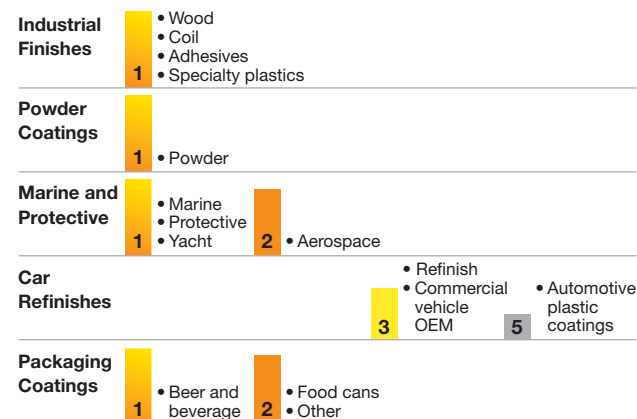 Industrial
Finishes
1
• Wood
• Coil
• Adhesives
• Specialty plastics
Powder
Coatings
1
• Powder
Marine and
Protective
1
• Marine
• Protective
• Yacht
2
• Aerospace
Car
Refinishes
3
• Refinish
• Commercial
vehicle
OEM
5
• Automotive
plastic
coatings
Packaging
Coatings
1
• Beer and
beverage
2
• Food cans
• Other